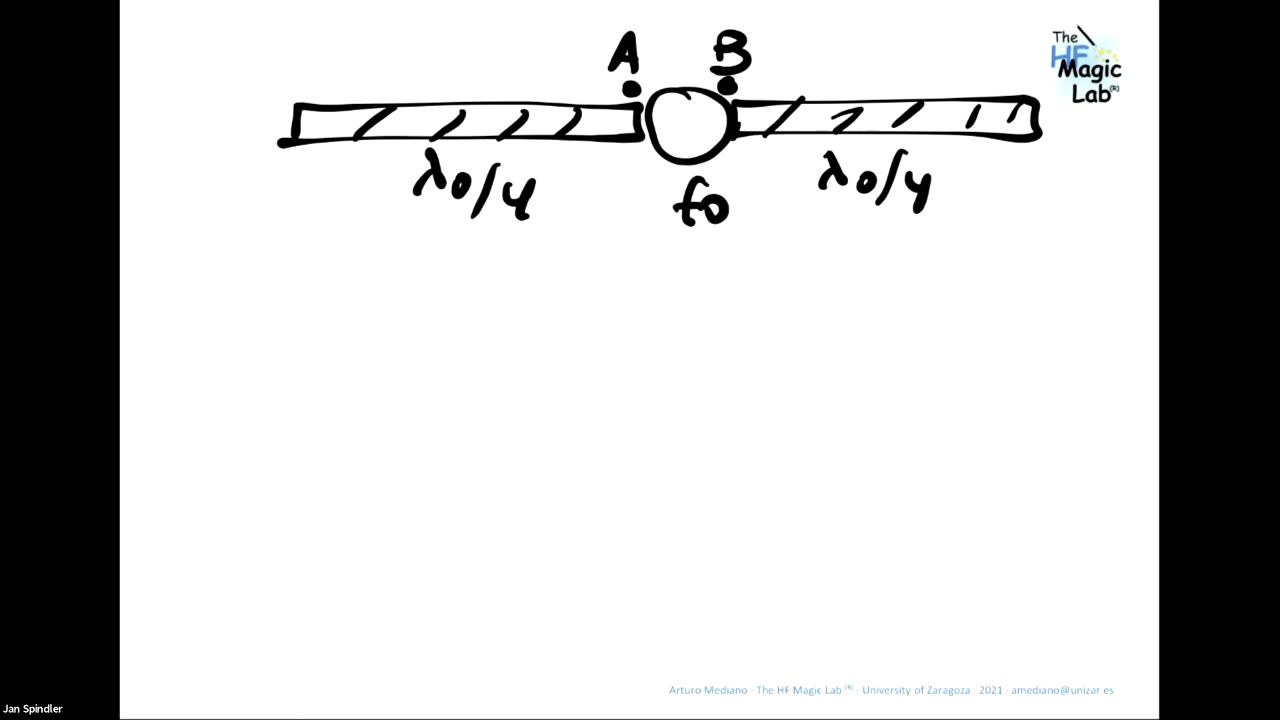 A B
The
HF
Magic
Lab(R)
λ0/4 f0 λ0/4
Arturo Mediano · The HF Magic Lab (R) · University of Zaragoza · 2021 · amediano@unizar.es
Jan Spindler